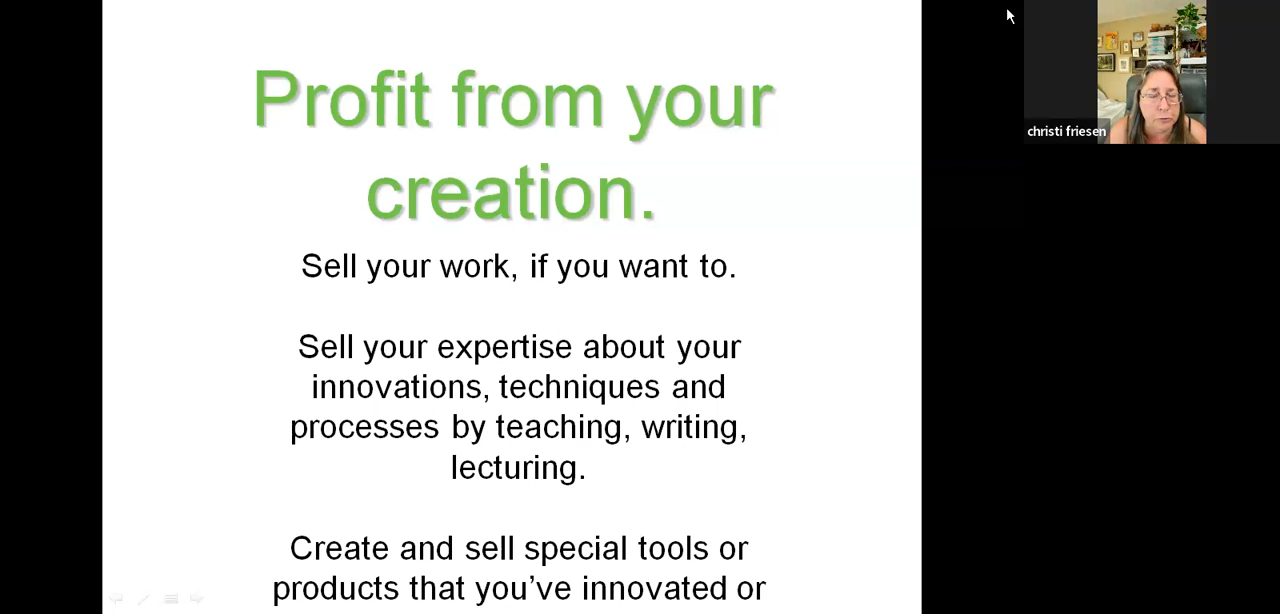 Profit from your
creation.
Sell your work, if you want to.
Sell your expertise about your
innovations, techniques and
processes by teaching, writing,
lecturing.
Create and sell special tools or
products that you’ve innovated or
christi friesen